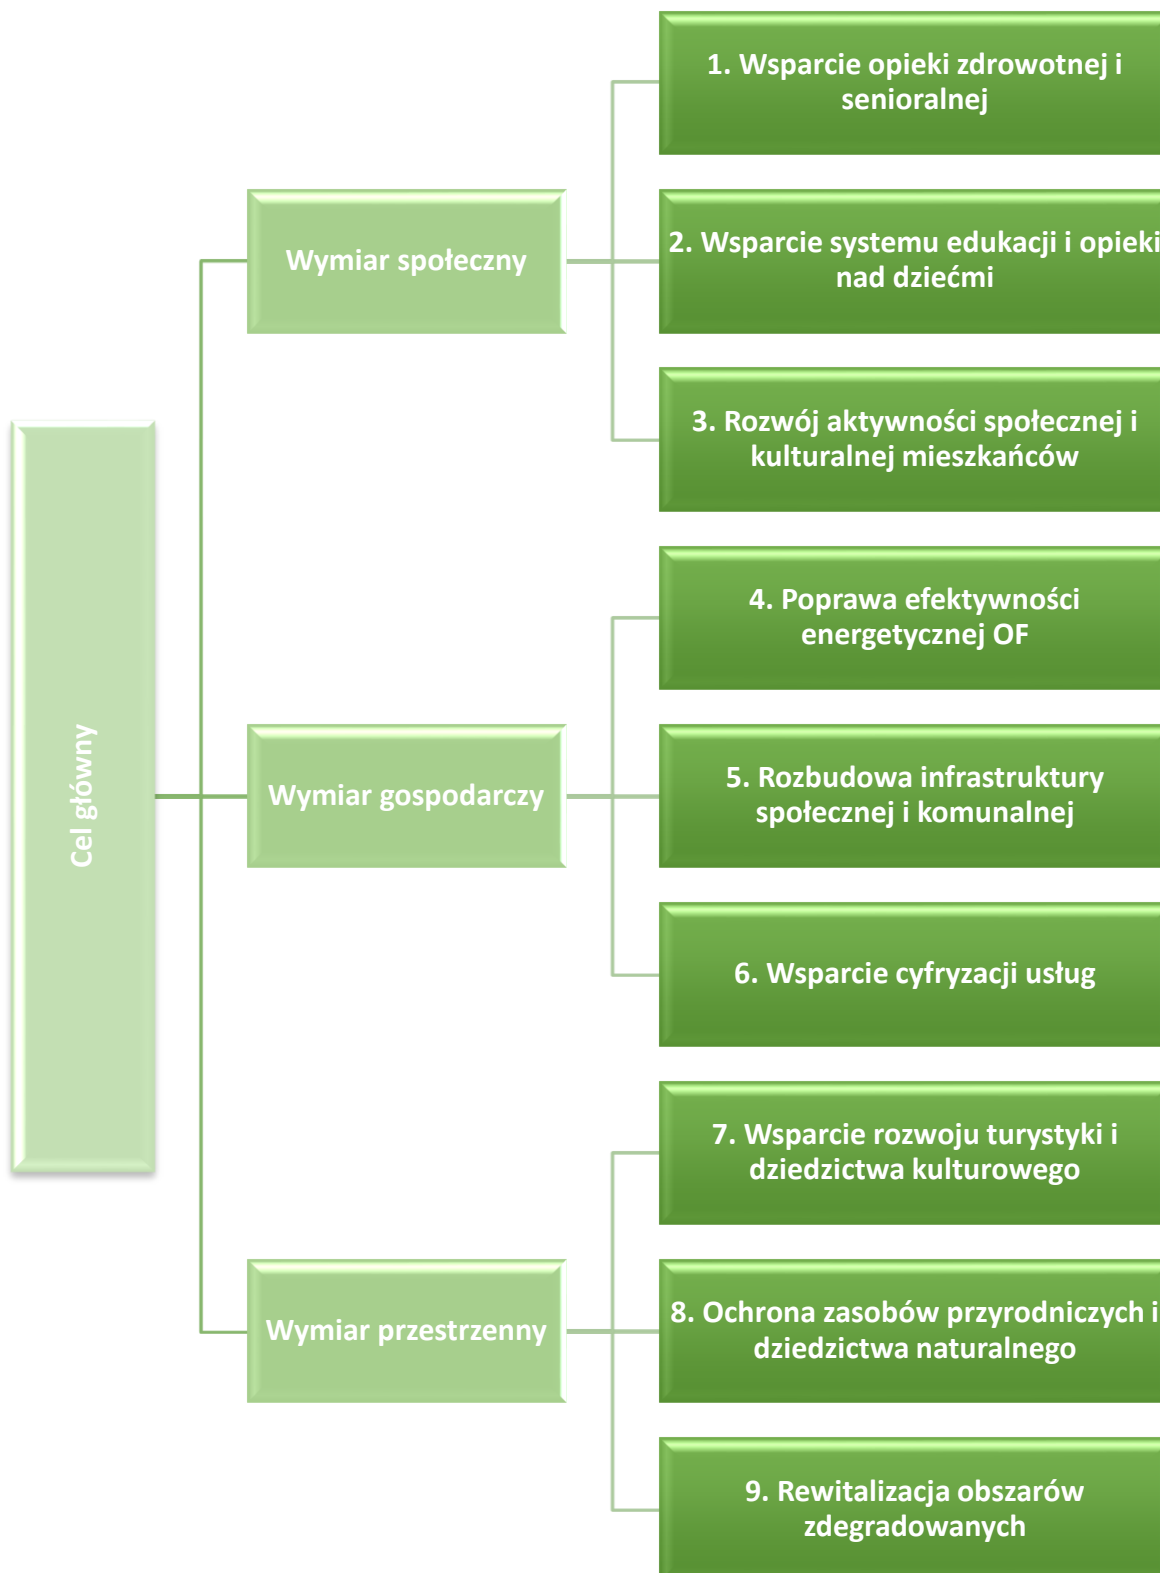 Cel główny
Wymiar społeczny
1. Wsparcie opieki zdrowotnej i
senioralnej
2. Wsparcie systemu edukacji i opieki
nad dziećmi
3. Rozwój aktywności społecznej i
kulturalnej mieszkańców
Wymiar gospodarczy
4. Poprawa efektywności
energetycznej OF
5. Rozbudowa infrastruktury
społecznej i komunalnej
6. Wsparcie cyfryzacji usług
Wymiar przestrzenny
7. Wsparcie rozwoju turystyki i
dziedzictwa kulturowego
8. Ochrona zasobów przyrodniczych i
dziedzictwa naturalnego
9. Rewitalizacja obszarów
zdegradowanych